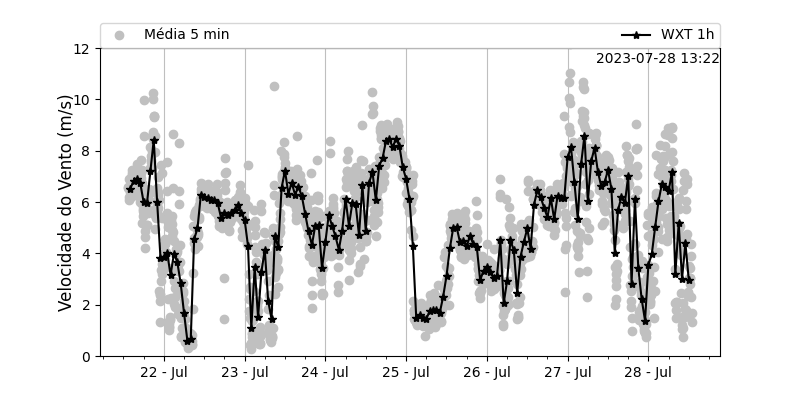 Média 5 min
WXT 1h
2023-07-28 13:22
Velocidade do Vento (m/s)
12
10
8
6
4
2
0
22 - Jul
23 - Jul
24 - Jul
25 - Jul
26 - Jul
27 - Jul
28 - Jul